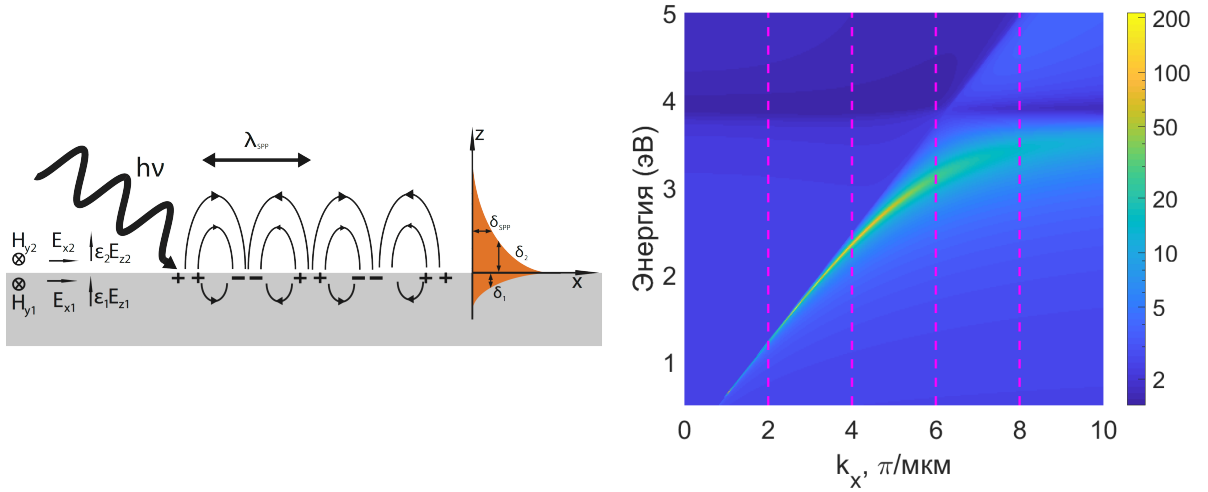 λSPP
hν
z
δSPP
δ2
x
δ1
Hy2 Ex2 ε2Ez2
Hy1 Ex1 ε1Ez1
+ + − − + + − − + +
Энергия (эВ)
5
4
3
2
1
0 2 4 6 8 10
kx, π/мкм
200
100
50
20
10
5
2